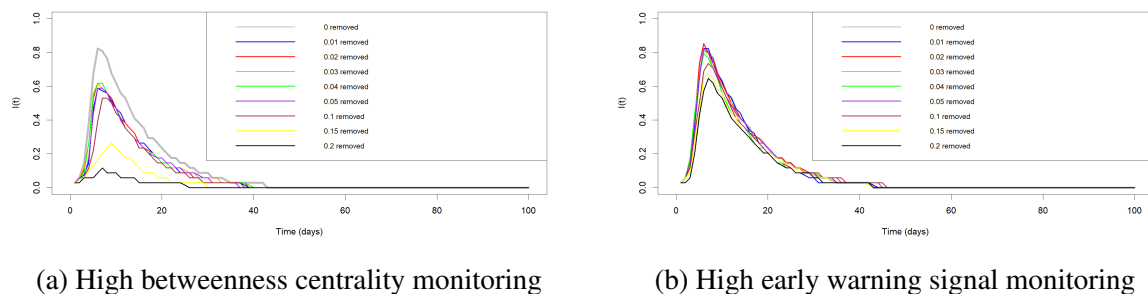 1.0
0.8
0.6
0.4
0.2
0.0
I(t)
0 removed
0.01 removed
0.02 removed
0.03 removed
0.04 removed
0.05 removed
0.1 removed
0.15 removed
0.2 removed
0 20 40 60 80 100
Time (days)
(a) High betweenness centrality monitoring
1.0
0.8
0.6
0.4
0.2
0.0
I(t)
0 removed
0.01 removed
0.02 removed
0.03 removed
0.04 removed
0.05 removed
0.1 removed
0.15 removed
0.2 removed
0 20 40 60 80 100
Time (days)
(b) High early warning signal monitoring